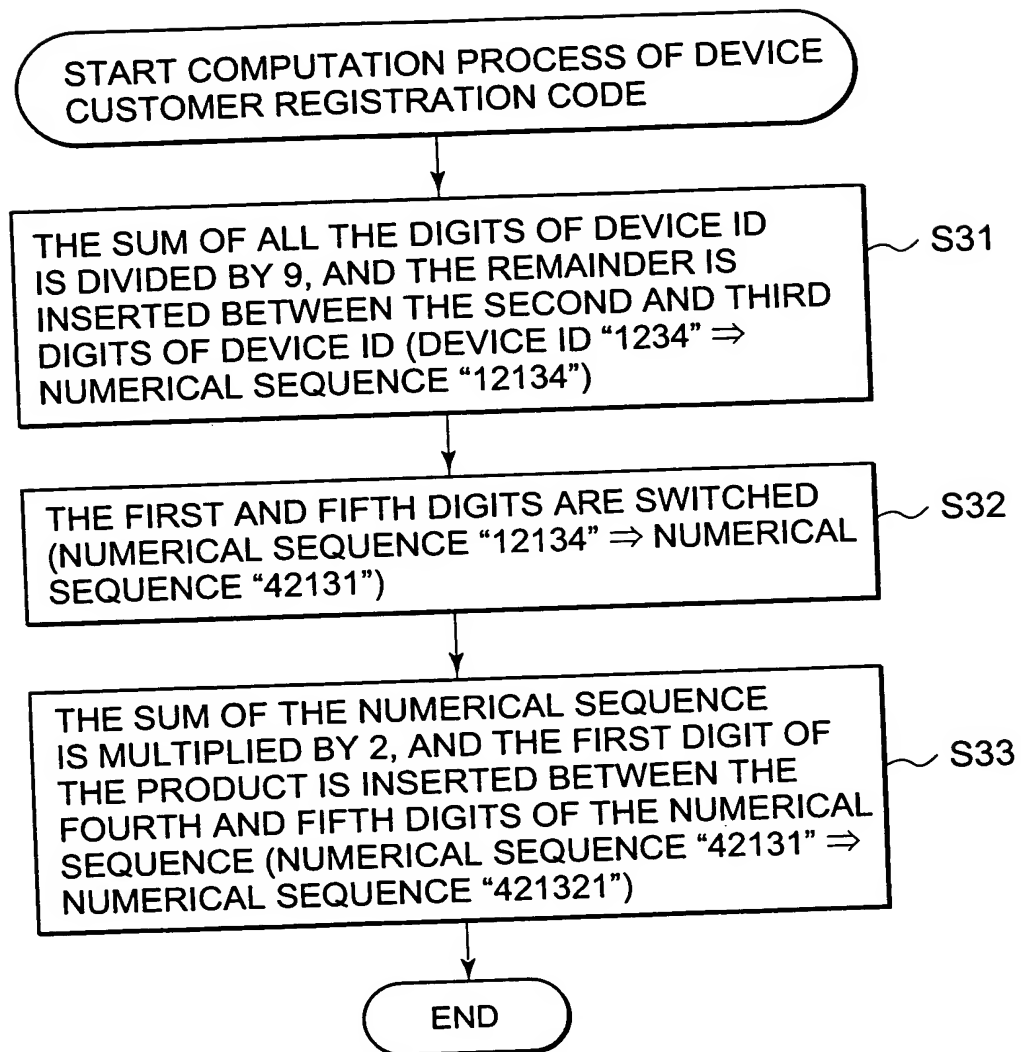 START COMPUTATION PROCESS OF DEVICE
CUSTOMER REGISTRATION CODE
THE SUM OF ALL THE DIGITS OF DEVICE ID
IS DIVIDED BY 9, AND THE REMAINDER IS
INSERTED BETWEEN THE SECOND AND THIRD
DIGITS OF DEVICE ID (DEVICE ID “1234” ⇒
NUMERICAL SEQUENCE “12134”)
S31
THE FIRST AND FIFTH DIGITS ARE SWITCHED
(NUMERICAL SEQUENCE “12134” ⇒ NUMERICAL
SEQUENCE “42131”)
S32
THE SUM OF THE NUMERICAL SEQUENCE
IS MULTIPLIED BY 2, AND THE FIRST DIGIT OF
THE PRODUCT IS INSERTED BETWEEN THE
FOURTH AND FIFTH DIGITS OF THE NUMERICAL
SEQUENCE (NUMERICAL SEQUENCE “42131” ⇒
NUMERICAL SEQUENCE “421321”)
S33
END